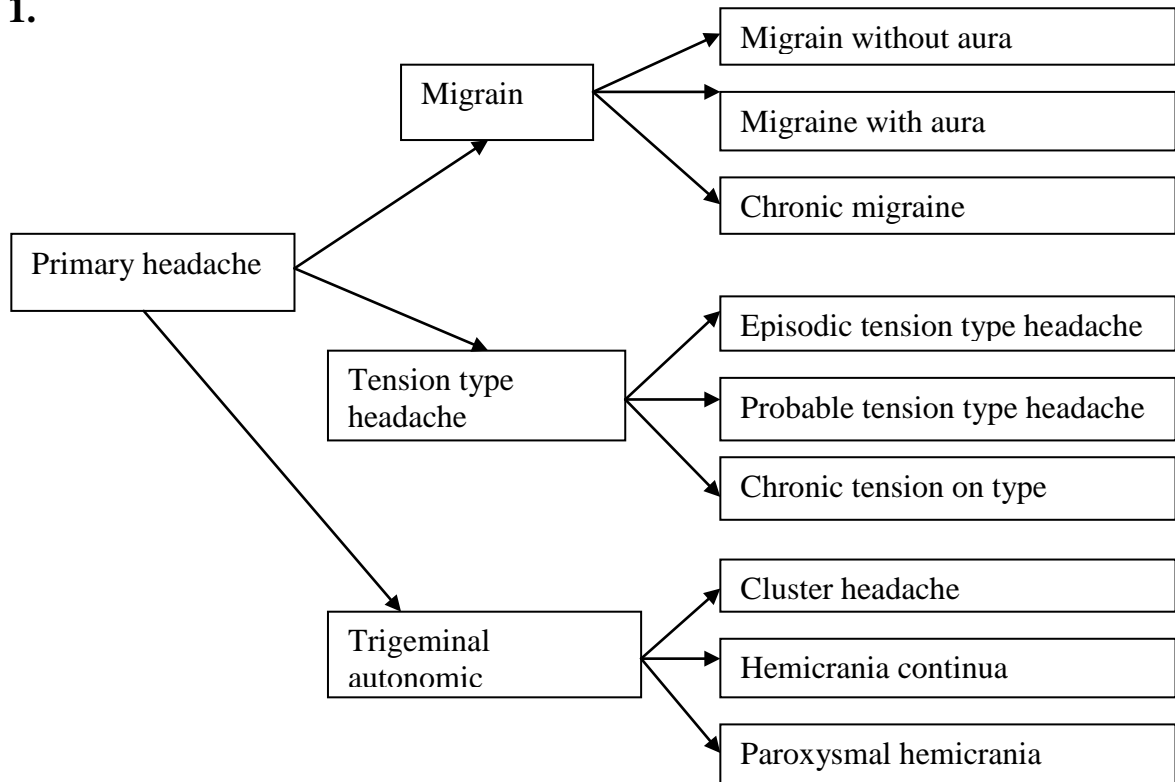 1.
Migrain without aura
Migrain
Migraine with aura
Chronic migraine
Primary headache
Episodic tension type headache
Tension type
headache
Probable tension type headache
Chronic tension on type
Cluster headache
Trigeminal
autonomic
Hemicrania continua
Paroxysmal hemicrania